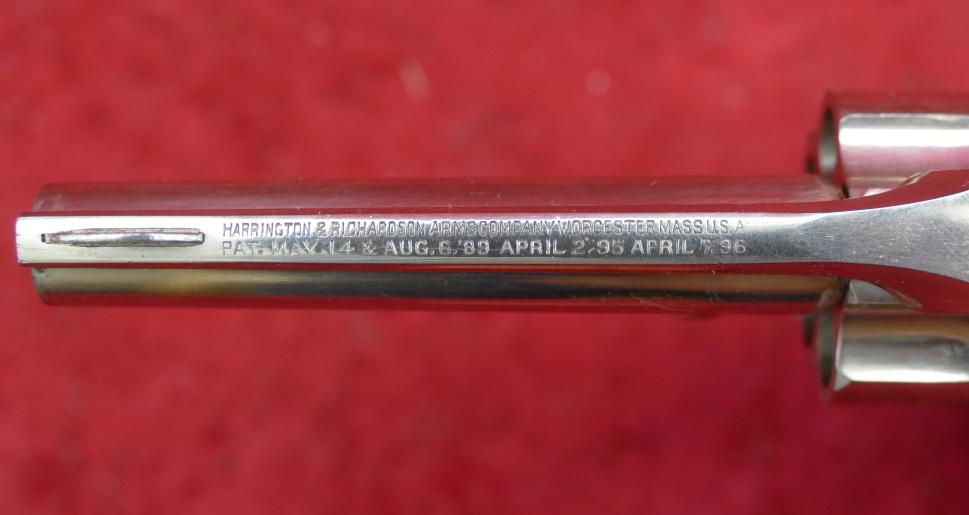 HARRINGTON & RICHARDSON ARMS COMPANY WORCESTER MASS U.S.A
PAT. MAY. 14 & AUG. 6. '89 APRIL 2. '95 APRIL 7. '96